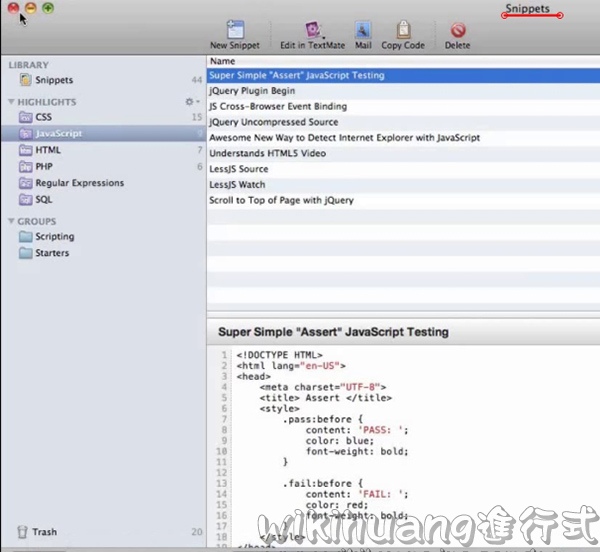 Snippets
New Snippet
Edit in TextMate
Mail
Copy Code
Delete
LIBRARY
Snippets 44
HIGHLIGHTS
CSS 15
JavaScript 9
HTML 7
PHP 6
Regular Expressions
SQL
GROUPS
Scripting
Starters
Trash 20
Name
Super Simple "Assert" JavaScript Testing
jQuery Plugin Begin
JS Cross-Browser Event Binding
jQuery Uncompressed Source
Awesome New Way to Detect Internet Explorer with JavaScript
Understands HTML5 Video
LessJS Source
LessJS Watch
Scroll to Top of Page with jQuery
Super Simple "Assert" JavaScript Testing
1 <!DOCTYPE HTML>
2 <html lang="en-US">
3 <head>
4 <meta charset="UTF-8">
5 <title> Assert </title>
6 <style>
7 .pass:before {
8 content: 'PASS: ';
9 color: blue;
10 font-weight: bold;
11 }
12
13 .fail:before {
14 content: 'FAIL: ';
15 color: red;
16 font-weight: bold;
17 }
18 </style>
</head>
wikihuang進行式